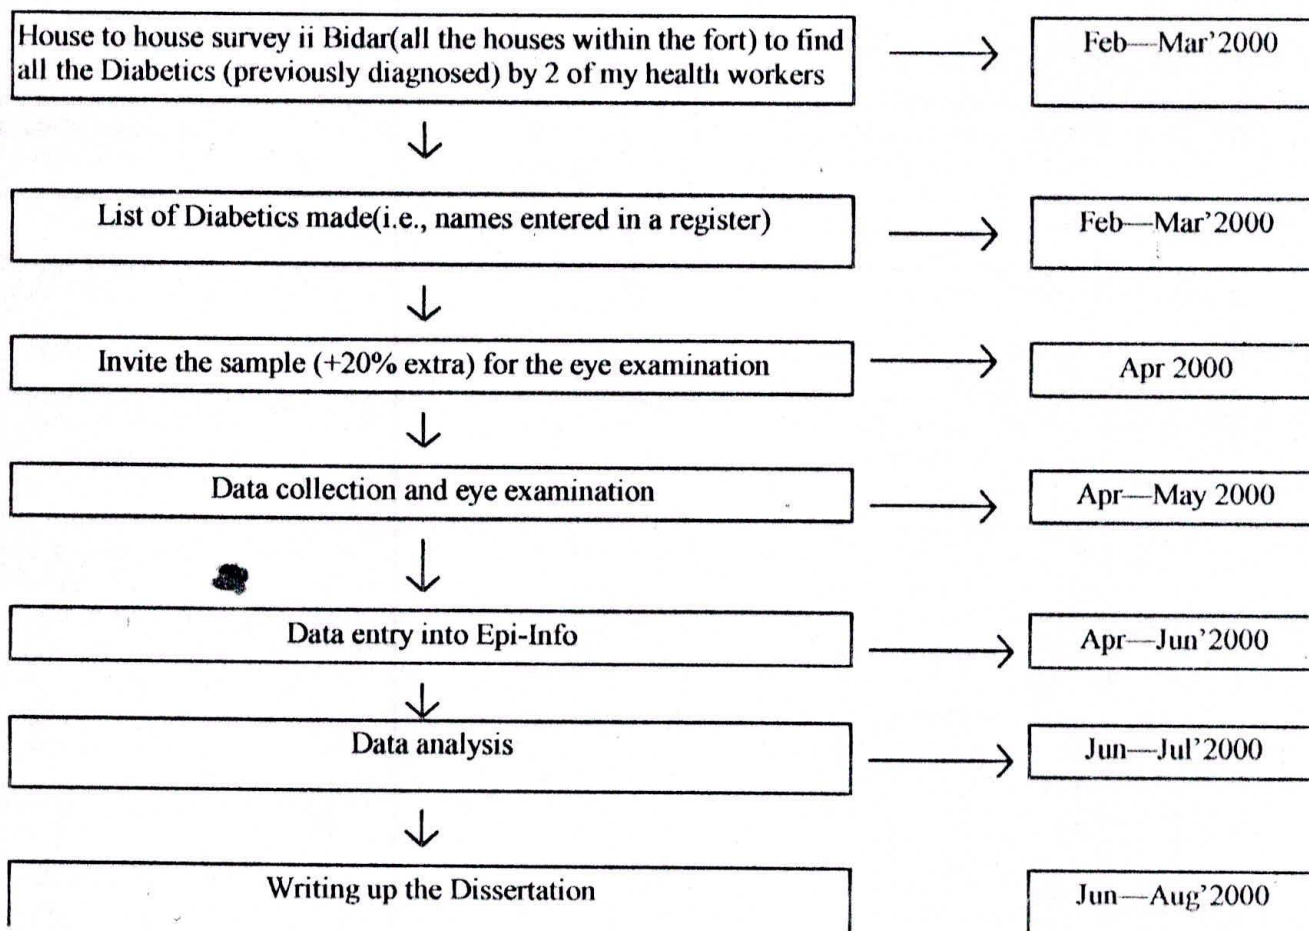 House to house survey ii Bidar(all the houses within the fort) to find
all the Diabetics (previously diagnosed) by 2 of my health workers
Feb—Mar’2000
List of Diabetics made(i.e., names entered in a register)
Feb—Mar’2000
Invite the sample (+20% extra) for the eye examination
Apr 2000
Data collection and eye examination
Apr—May 2000
Data entry into Epi-Info
Apr—Jun’2000
Data analysis
Jun—Jul’2000
Writing up the Dissertation
Jun—Aug’2000